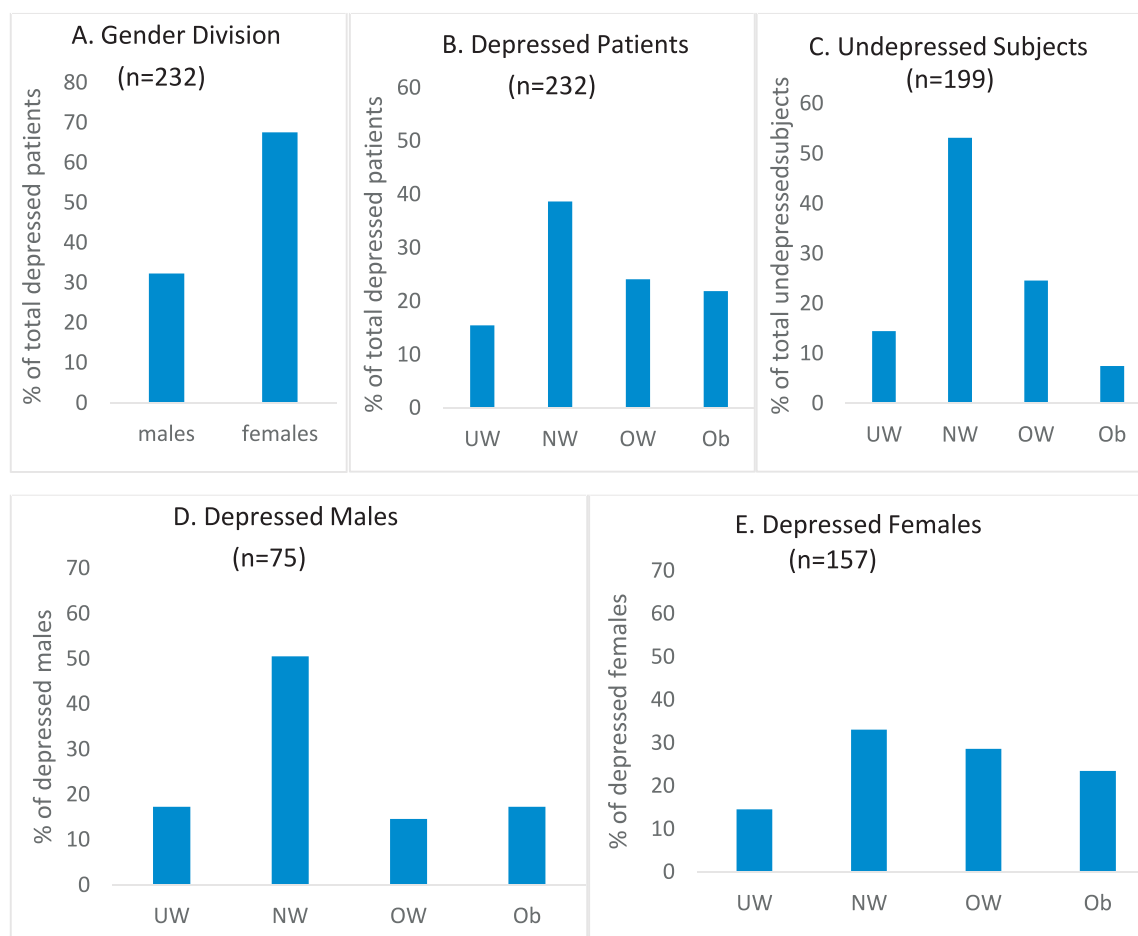 A. Gender Division
(n=232)
% of total depressed patients
80
70
60
50
40
30
20
10
0
males females
B. Depressed Patients
(n=232)
% of total depressed patients
60
50
40
30
20
10
0
UW NW OW Ob
C. Undepressed Subjects
(n=199)
% of total undepressedsubjects
60
50
40
30
20
10
0
UW NW OW Ob
D. Depressed Males
(n=75)
% of depressed males
70
60
50
40
30
20
10
0
UW NW OW Ob
E. Depressed Females
(n=157)
% of depressed females
70
60
50
40
30
20
10
0
UW NW OW Ob